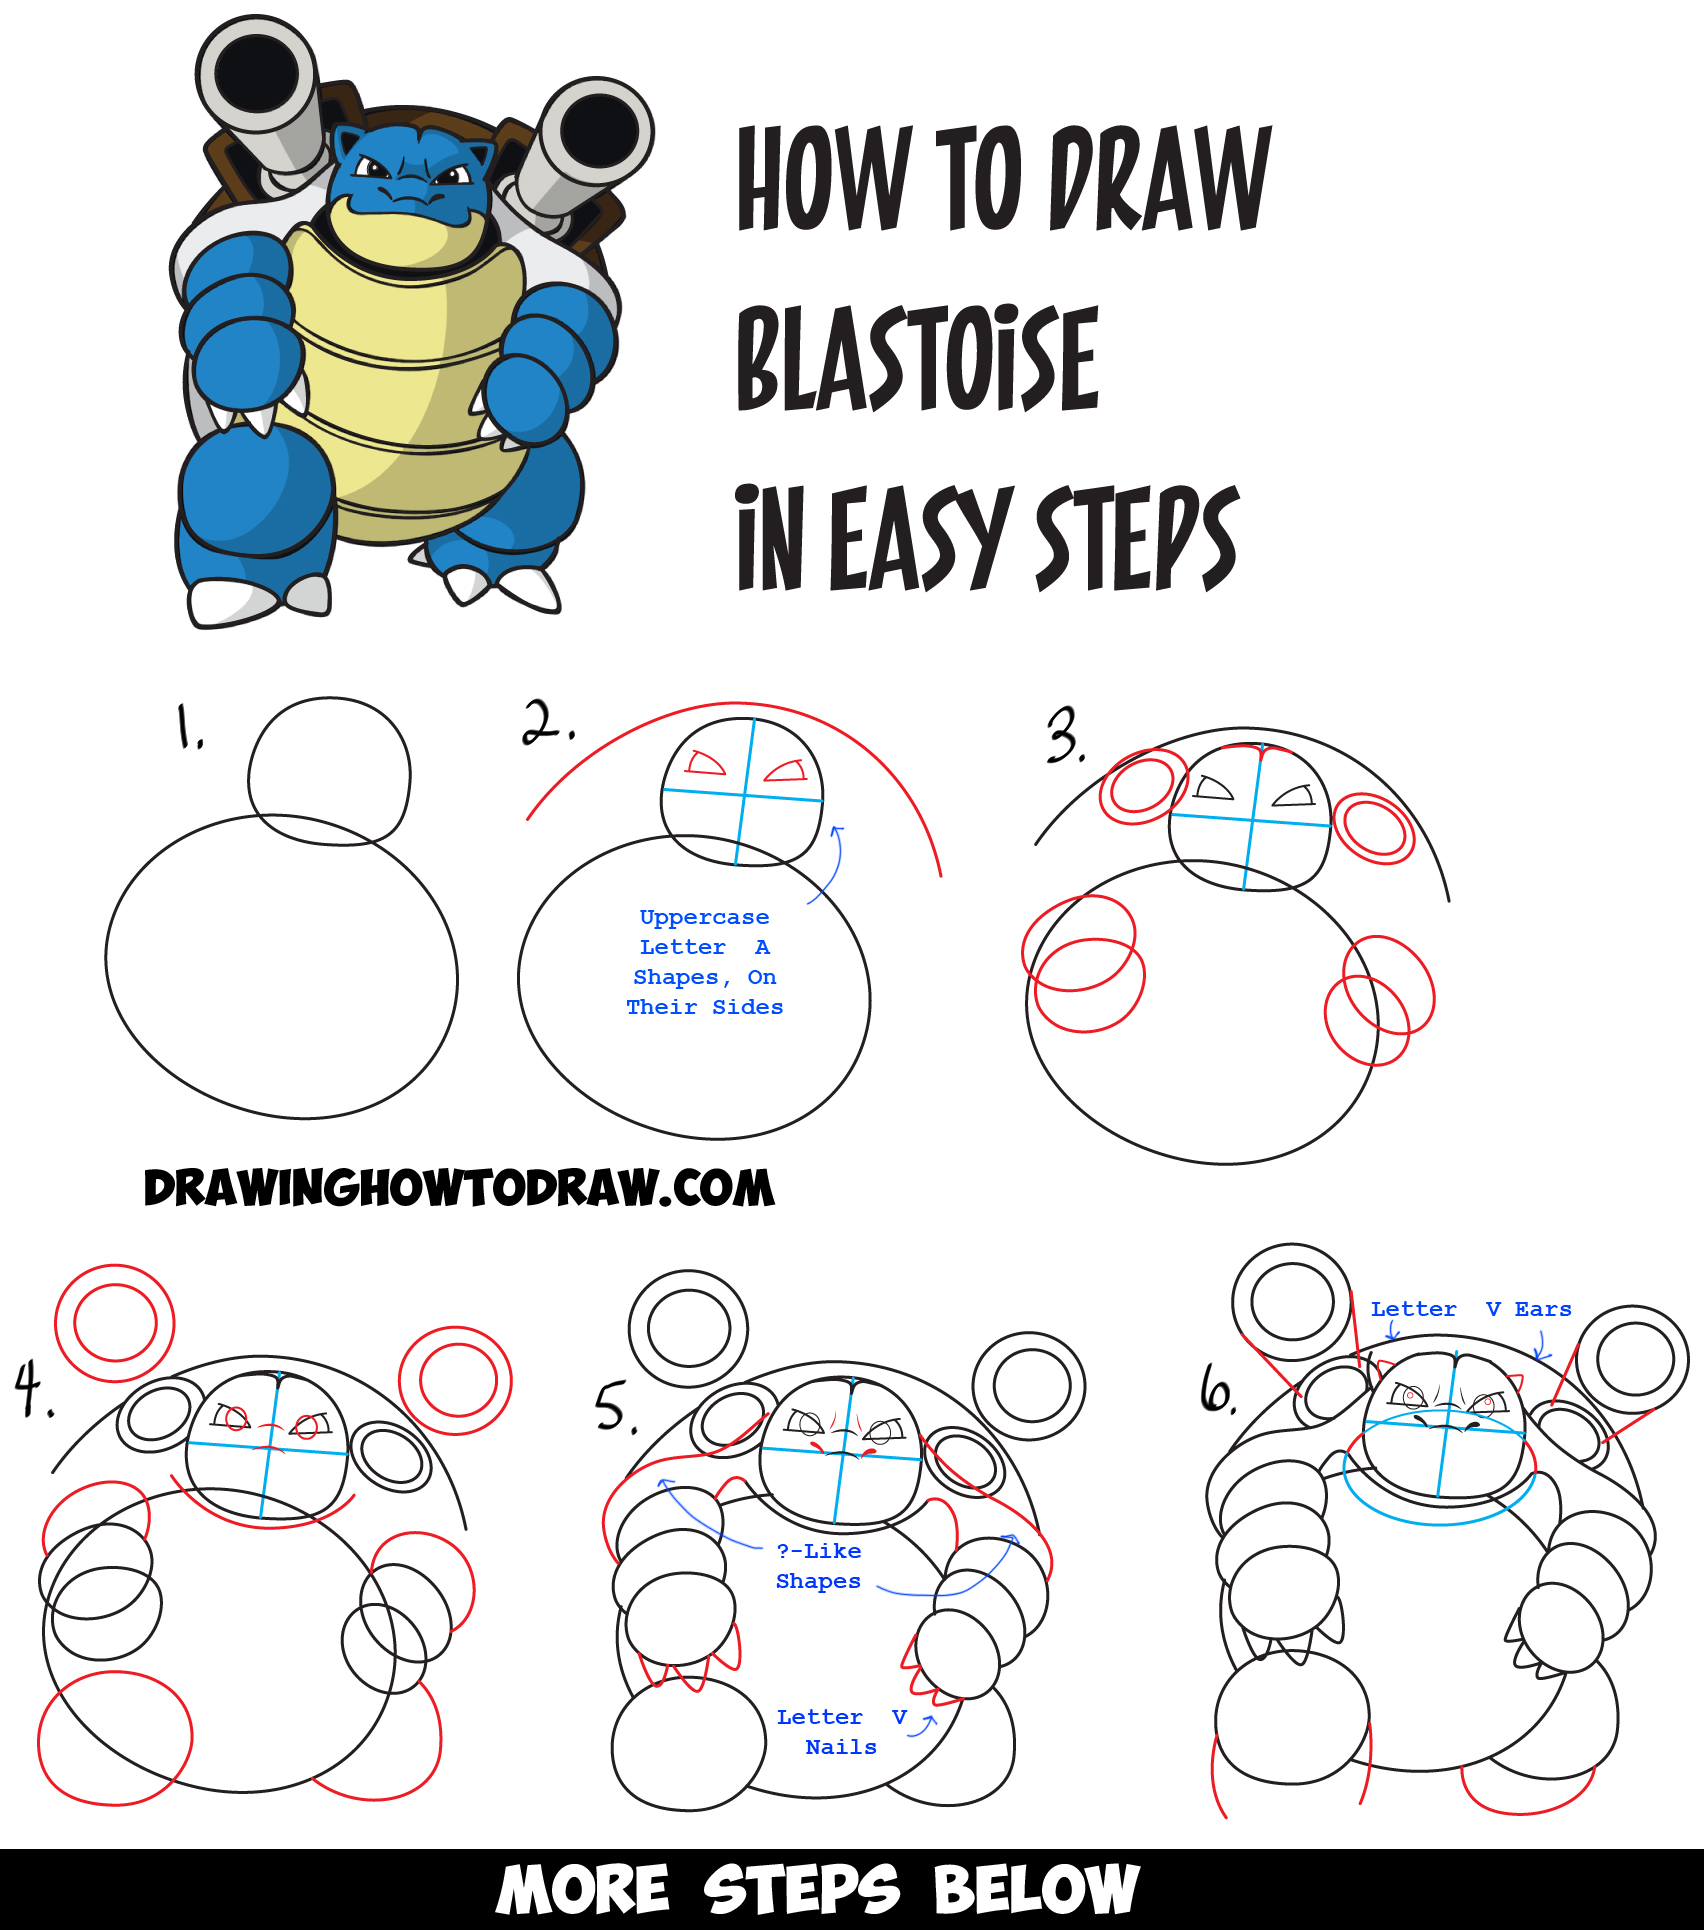 HOW TO DRAW
BLASTOiSE
iN EASY STEPS
1.
2.
3.
Uppercase
Letter A
Shapes, On
Their Sides
DRAWINGHOWTODRAW.COM
4.
5.
6.
Letter V Ears
?-Like
Shapes
Letter V
Nails
MORE STEPS BELOW